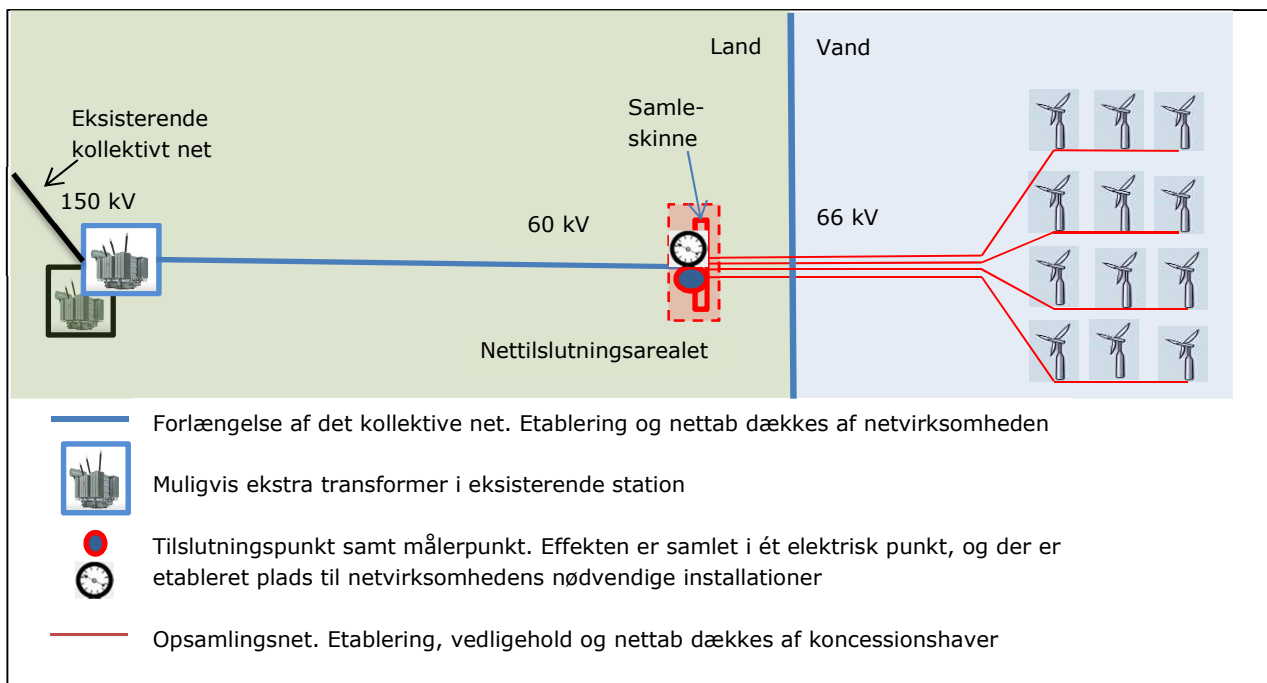 Land
Vand
Samle-
skinne
Eksisterende
kollektivt net
150 kV
60 kV
66 kV
Nettilslutningsarealet
Forlængelse af det kollektive net. Etablering og nettab dækkes af netvirksomheden
Muligvis ekstra transformer i eksisterende station
Tilslutningspunkt samt målerpunkt. Effekten er samlet i ét elektrisk punkt, og der er
etableret plads til netvirksomhedens nødvendige installationer
Opsamlingsnet. Etablering, vedligehold og nettab dækkes af koncessionshaver